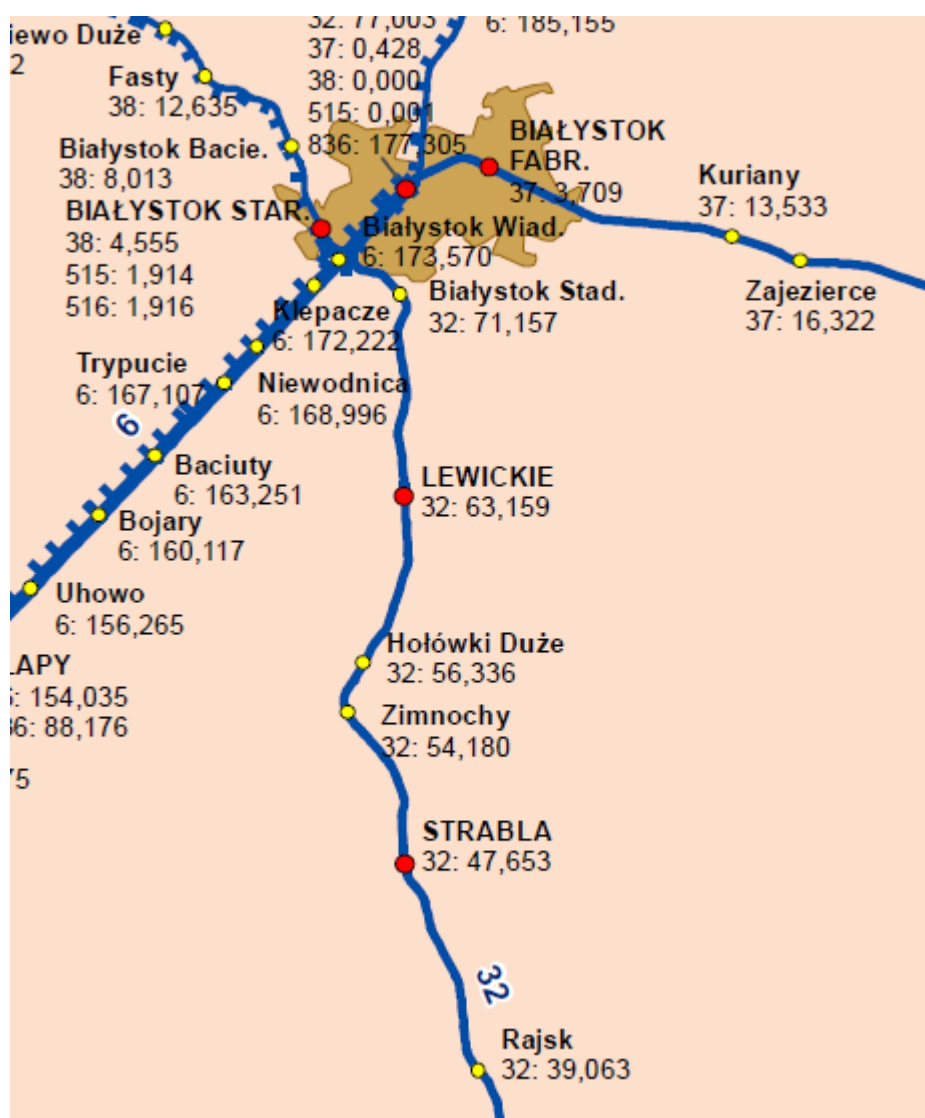 iewo Duże
2
Fasty
38: 12,635
Białystok Bacie.
38: 8,013
BIAŁYSTOK STAR.
38: 4,555
515: 1,914
516: 1,916
32: 77,003
37: 0,428
38: 0,000
515: 0,001
836: 177,305
6: 185,155
BIAŁYSTOK
FABR.
37: 3,709
Kuriany
37: 13,533
Zajezierce
37: 16,322
Białystok Wiad.
6: 173,570
Białystok Stad.
32: 71,157
Klepacze
6: 172,222
Trypucie
6: 167,107
Niewodnica
6: 168,996
6
Baciuty
6: 163,251
Bojary
6: 160,117
Uhowo
6: 156,265
LEWICKIE
32: 63,159
Hołówki Duże
32: 56,336
ŁAPY
6: 154,035
36: 88,176
75
Zimnochy
32: 54,180
STRABLA
32: 47,653
32
Rajsk
32: 39,063